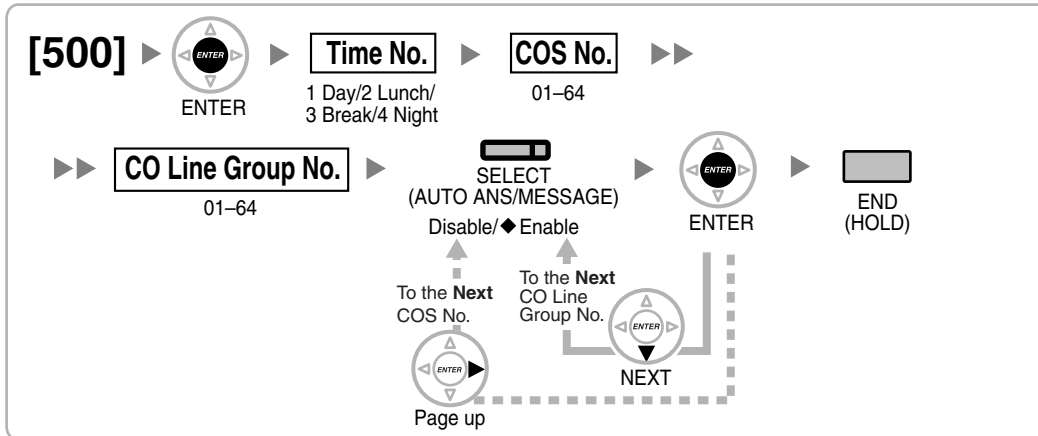 [500]
ENTER
ENTER
Time No.
1 Day/2 Lunch/
3 Break/4 Night
COS No.
01–64
CO Line Group No.
01–64
SELECT
(AUTO ANS/MESSAGE)
Disable/◆Enable
ENTER
ENTER
END
(HOLD)
To the Next
COS No.
ENTER
Page up
To the Next
CO Line
Group No.
ENTER
NEXT